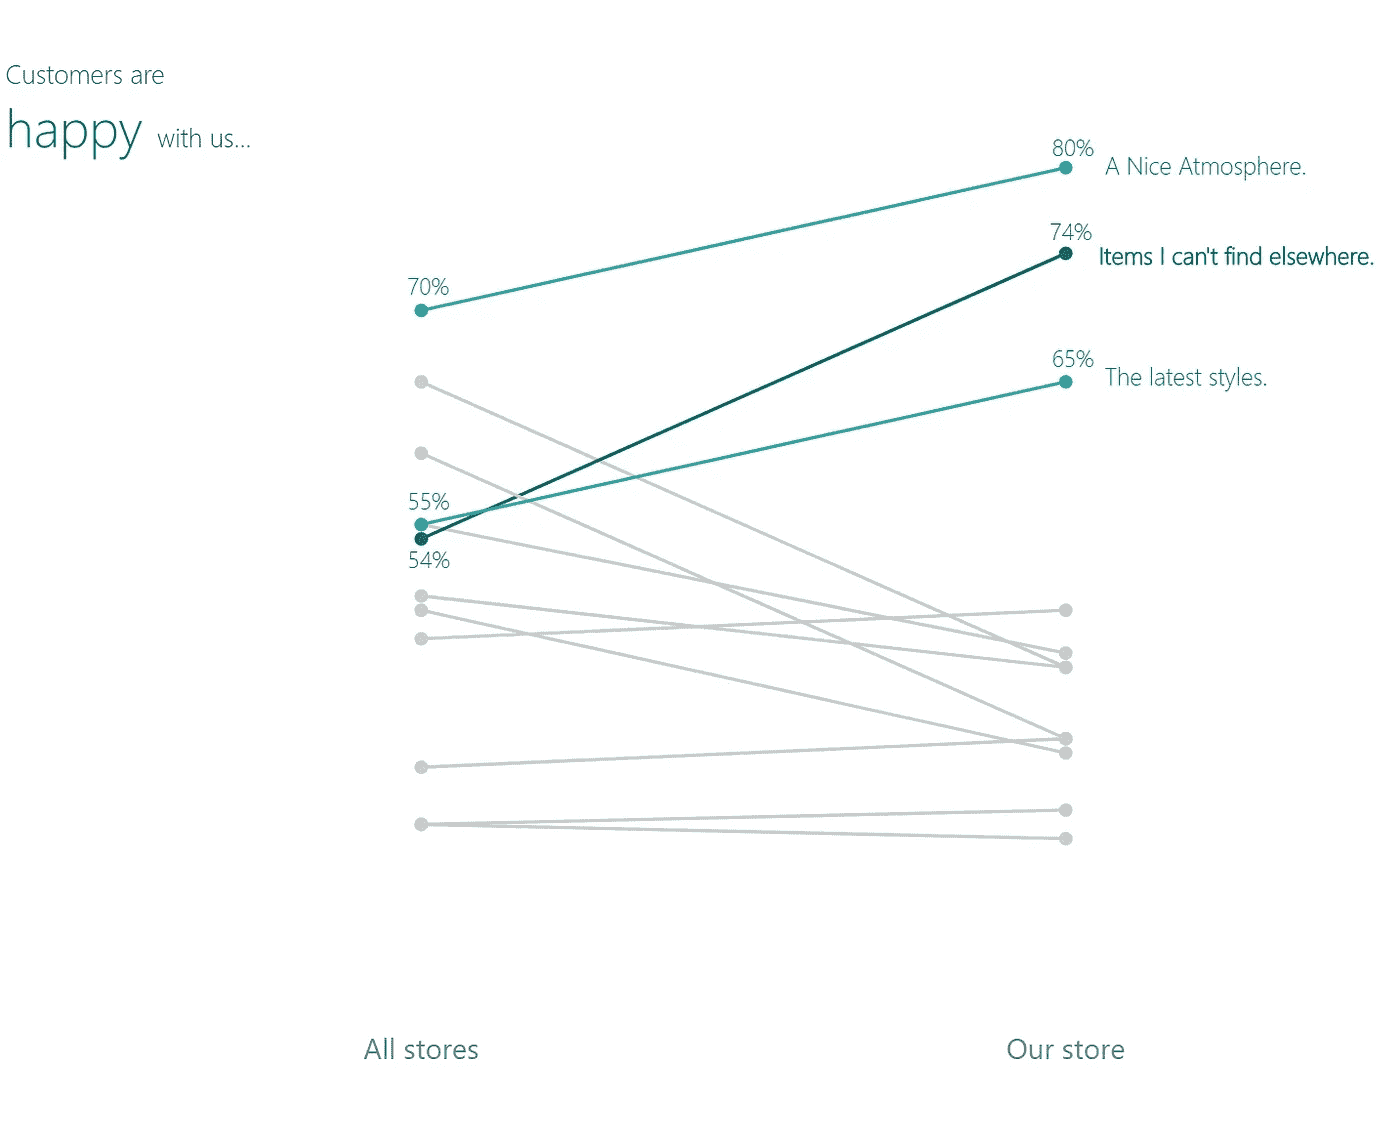 Customers are
happy with us...
80%
A Nice Atmosphere.
74%
Items I can't find elsewhere.
70%
65%
The latest styles.
55%
54%
All stores
Our store